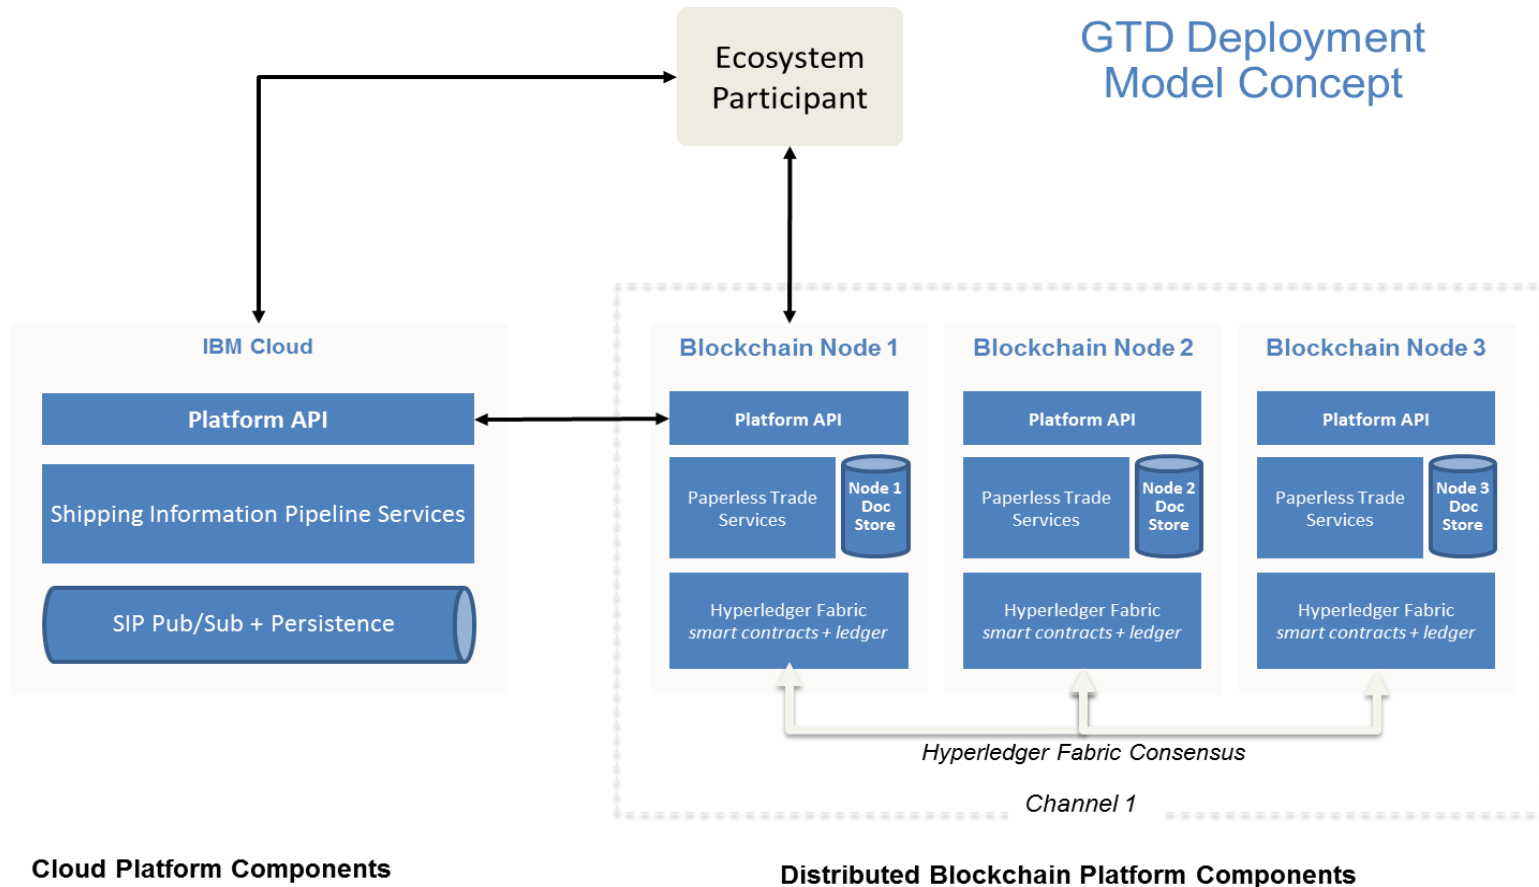 GTD Deployment
Model Concept
Ecosystem
Participant
IBM Cloud
Platform API
Shipping Information Pipeline Services
SIP Pub/Sub + Persistence
Blockchain Node 1
Platform API
Paperless Trade
Services
Node 1
Doc
Store
Hyperledger Fabric
smart contracts + ledger
Blockchain Node 2
Platform API
Paperless Trade
Services
Node 2
Doc
Store
Hyperledger Fabric
smart contracts + ledger
Blockchain Node 3
Platform API
Paperless Trade
Services
Node 3
Doc
Store
Hyperledger Fabric
smart contracts + ledger
Hyperledger Fabric Consensus
Channel 1
Cloud Platform Components
Distributed Blockchain Platform Components